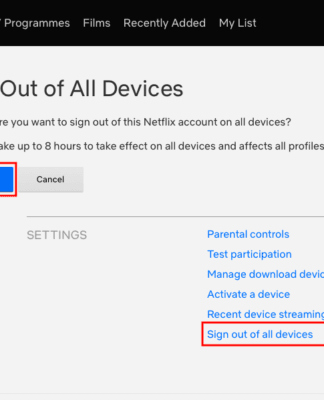 Programmes Films Recently Added My List
Out of All Devices
re you want to sign out of this Netflix account on all devices?
ake up to 8 hours to take effect on all devices and affects all profiles
Cancel
SETTINGS
Parental controls
Test participation
Manage download devic
Activate a device
Recent device streaming
Sign out of all devices